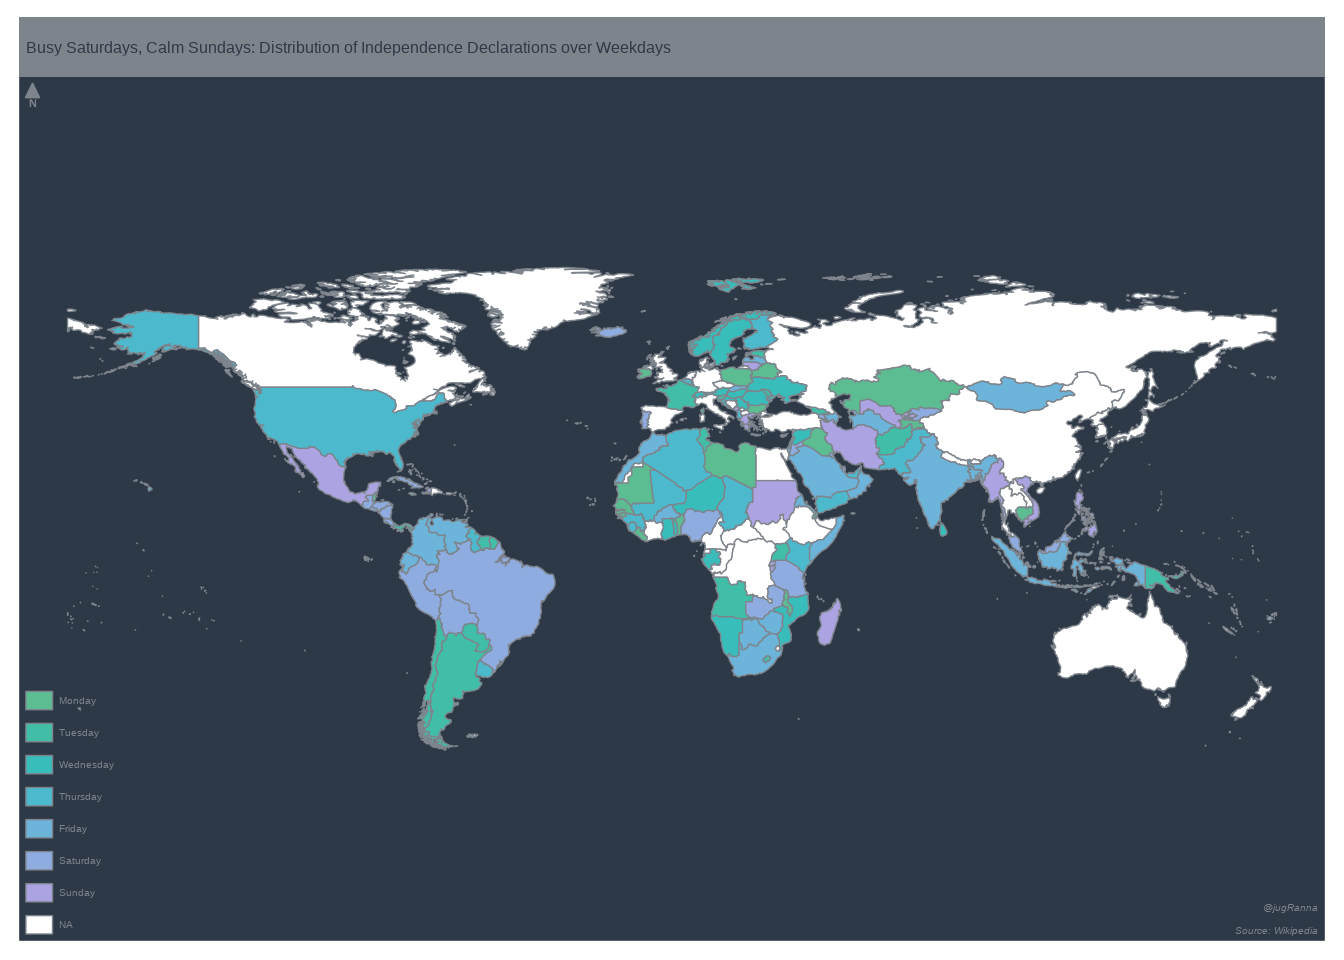 Busy Saturdays, Calm Sundays: Distribution of Independence Declarations over Weekdays
N
Monday
Tuesday
Wednesday
Thursday
Friday
Saturday
Sunday
NA
@jugRanna
Source: Wikipedia